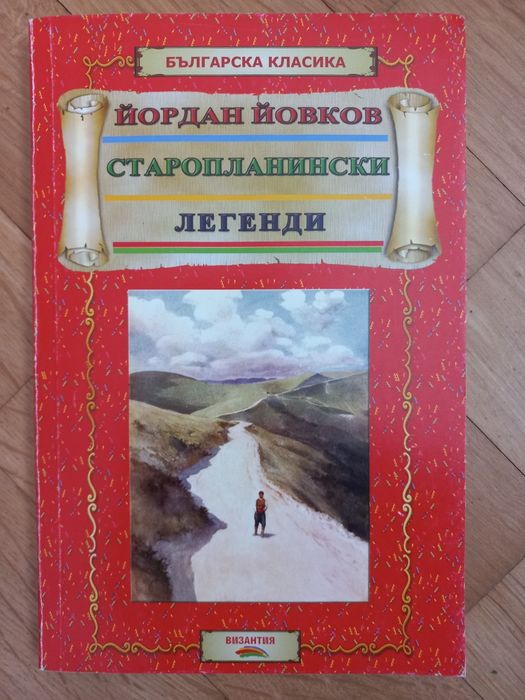 БЪЛГАРСКА КЛАСИКА
ЙОРДАН ЙОВКОВ
СТАРОПЛАНИНСКИ
ЛЕГЕНДИ
ВИЗАНТИЯ